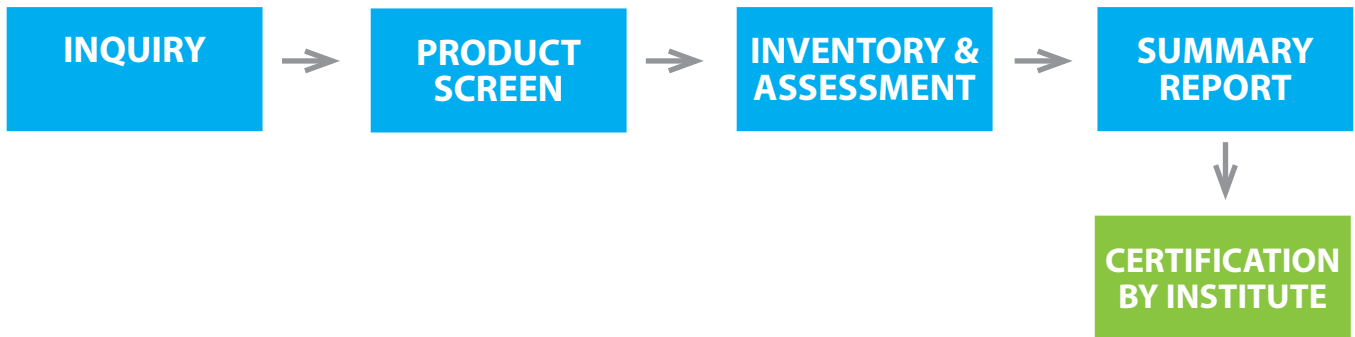 INQUIRY
PRODUCT
SCREEN
INVENTORY &
ASSESSMENT
SUMMARY
REPORT
CERTIFICATION
BY INSTITUTE